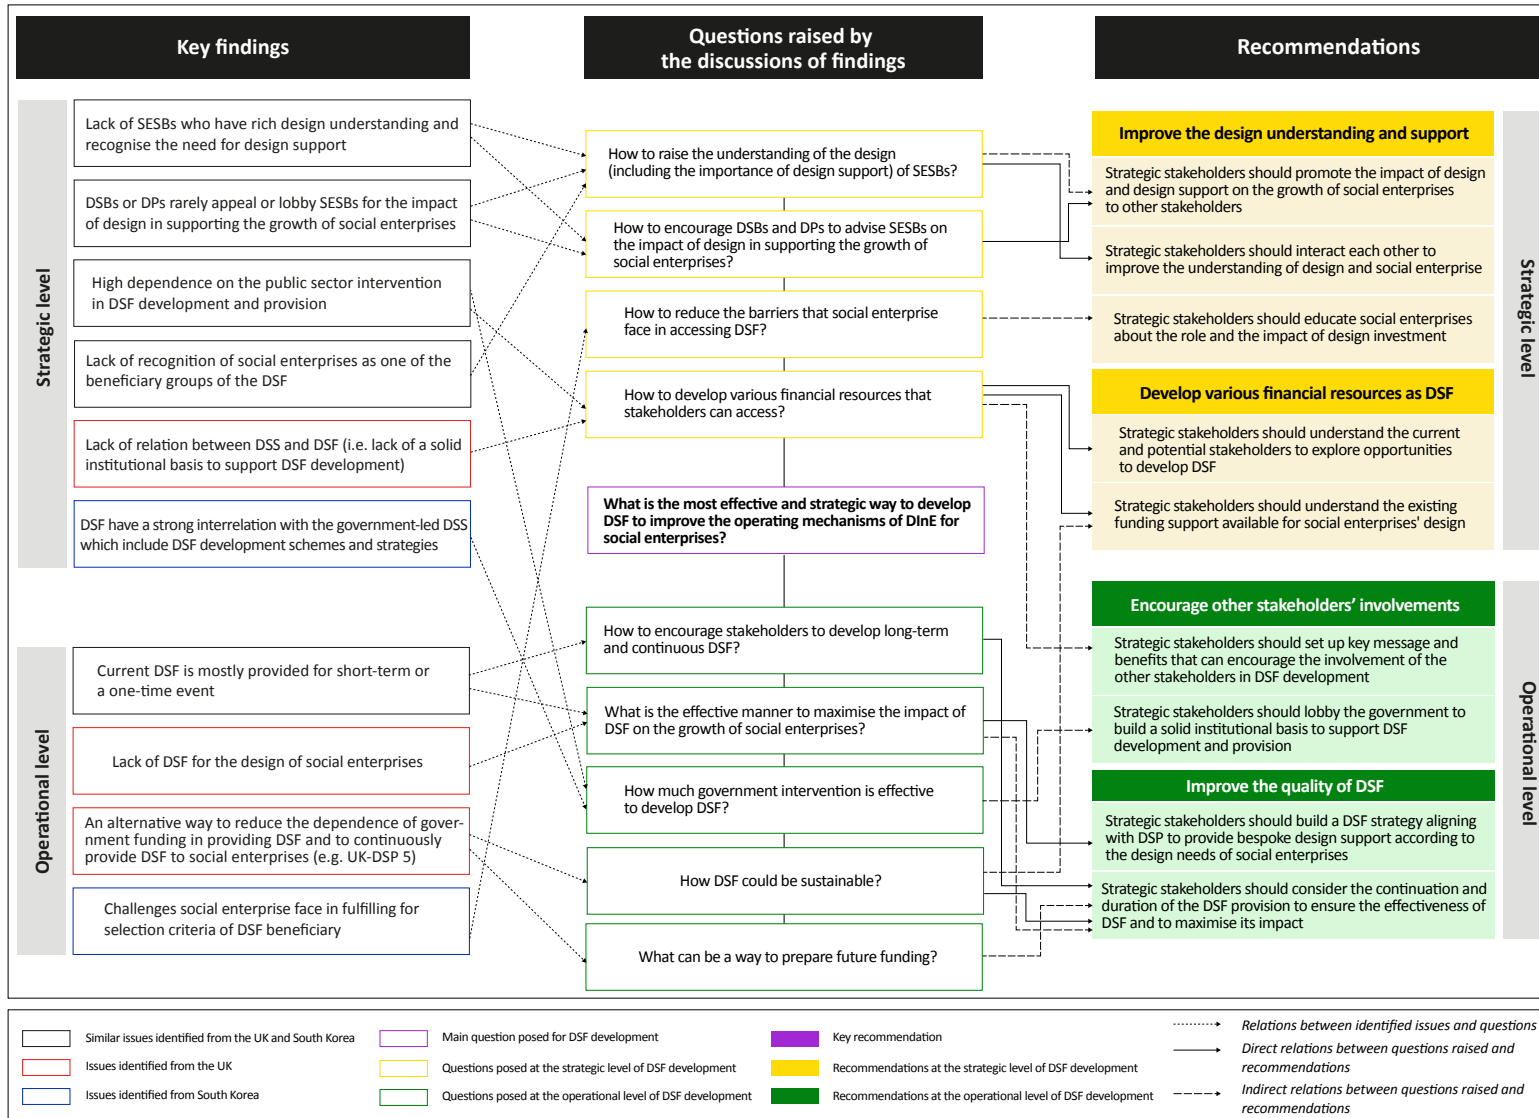 Key findings
Questions raised by
the discussions of findings
Recommendations
Strategic level
Lack of SESBs who have rich design understanding and
recognise the need for design support
DSBs or DPs rarely appeal or lobby SESBs for the impact
of design in supporting the growth of social enterprises
High dependence on the public sector intervention
in DSF development and provision
Lack of recognition of social enterprises as one of the
beneficiary groups of the DSF
Lack of relation between DSS and DSF (i.e. lack of a solid
institutional basis to support DSF development)
DSF have a strong interrelation with the government-led DSS
which include DSF development schemes and strategies
Operational level
Current DSF is mostly provided for short-term or
a one-time event
Lack of DSF for the design of social enterprises
An alternative way to reduce the dependence of gover-
nment funding in providing DSF and to continuously
provide DSF to social enterprises (e.g. UK-DSP 5)
Challenges social enterprise face in fulfilling for
selection criteria of DSF beneficiary
How to raise the understanding of the design
(including the importance of design support) of SESBs?
How to encourage DSBs and DPs to advise SESBs on
the impact of design in supporting the growth of
social enterprises?
How to reduce the barriers that social enterprise
face in accessing DSF?
How to develop various financial resources that
stakeholders can access?
What is the most effective and strategic way to develop
DSF to improve the operating mechanisms of DInE for
social enterprises?
How to encourage stakeholders to develop long-term
and continuous DSF?
What is the effective manner to maximise the impact of
DSF on the growth of social enterprises?
How much government intervention is effective
to develop DSF?
How DSF could be sustainable?
What can be a way to prepare future funding?
Improve the design understanding and support
Strategic stakeholders should promote the impact of design
and design support on the growth of social enterprises
to other stakeholders
Strategic stakeholders should interact each other to
improve the understanding of design and social enterprise
Strategic stakeholders should educate social enterprises
about the role and the impact of design investment
Develop various financial resources as DSF
Strategic stakeholders should understand the current
and potential stakeholders to explore opportunities
to develop DSF
Strategic stakeholders should understand the existing
funding support available for social enterprises' design
Strategic level
Encourage other stakeholders’ involvements
Strategic stakeholders should set up key message and
benefits that can encourage the involvement of the
other stakeholders in DSF development
Strategic stakeholders should lobby the government to
build a solid institutional basis to support DSF
development and provision
Improve the quality of DSF
Strategic stakeholders should build a DSF strategy aligning
with DSP to provide bespoke design support according to
the design needs of social enterprises
Strategic stakeholders should consider the continuation and
duration of the DSF provision to ensure the effectiveness of
DSF and to maximise its impact
Operational level
Similar issues identified from the UK and South Korea
Issues identified from the UK
Issues identified from South Korea
Main question posed for DSF development
Questions posed at the strategic level of DSF development
Questions posed at the operational level of DSF development
Key recommendation
Recommendations at the strategic level of DSF development
Recommendations at the operational level of DSF development
Relations between identified issues and questions
Direct relations between questions raised and
recommendations
Indirect relations between questions raised and
recommendations